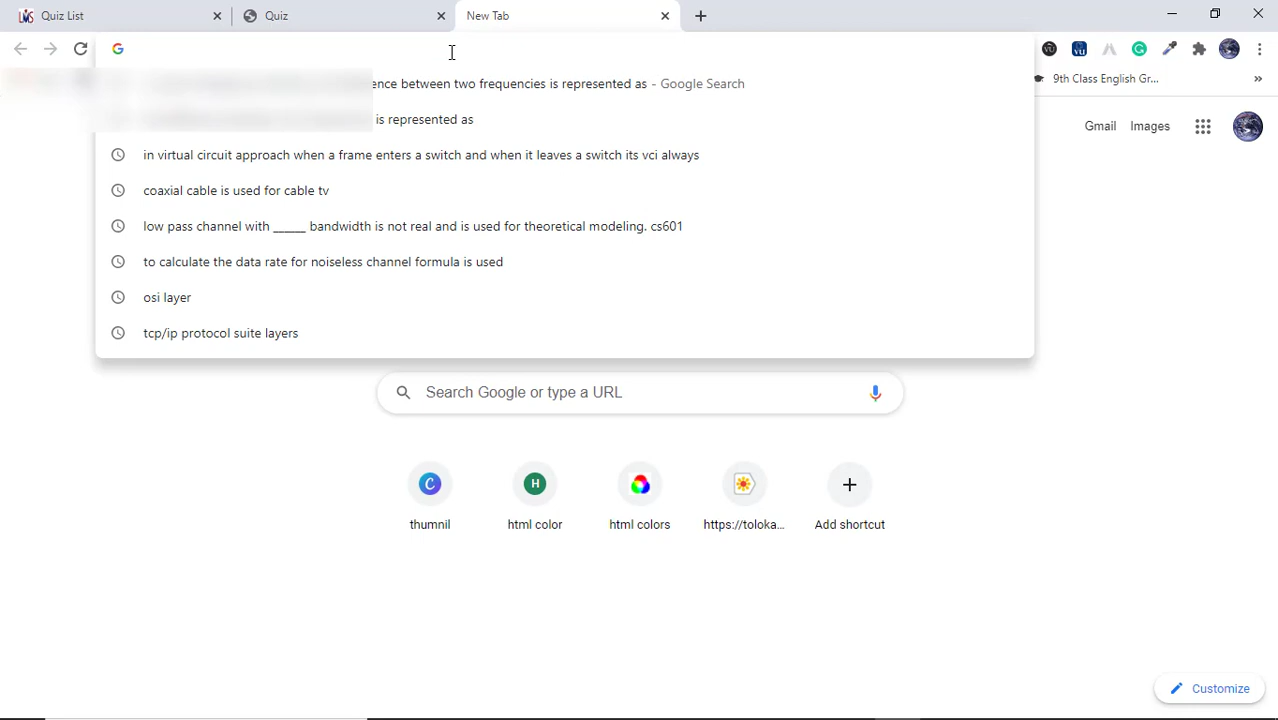 Quiz List
Quiz
New Tab
between two frequencies is represented as - Google Search
is represented as
9th Class English Gr...
»
in virtual circuit approach when a frame enters a switch and when it leaves a switch its vci always
coaxial cable is used for cable tv
low pass channel with ______ bandwidth is not real and is used for theoretical modeling. cs601
to calculate the data rate for noiseless channel formula is used
osi layer
tcp/ip protocol suite layers
Gmail Images
Search Google or type a URL
thumnil
html color
html colors
https://toloka...
Add shortcut
Customize